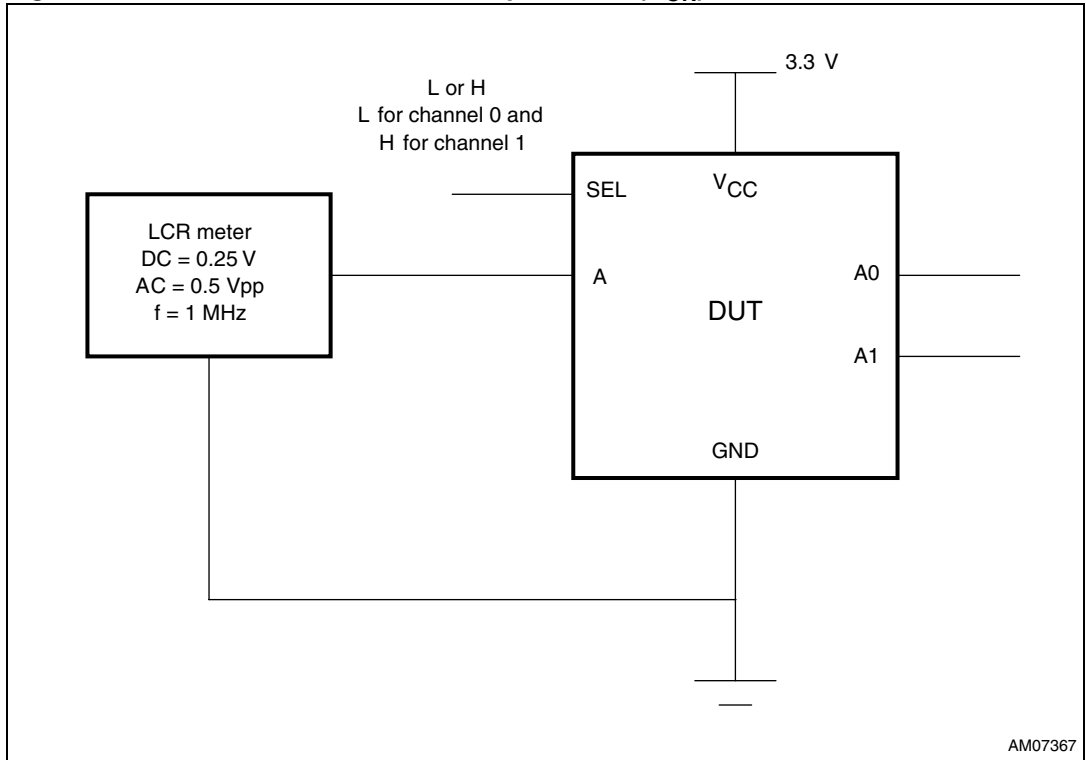 3.3 V
L or H
L for channel 0 and
H for channel 1
SEL
VCC
LCR meter
DC = 0.25 V
AC = 0.5 Vpp
f = 1 MHz
A
A0
DUT
A1
GND
AM07367